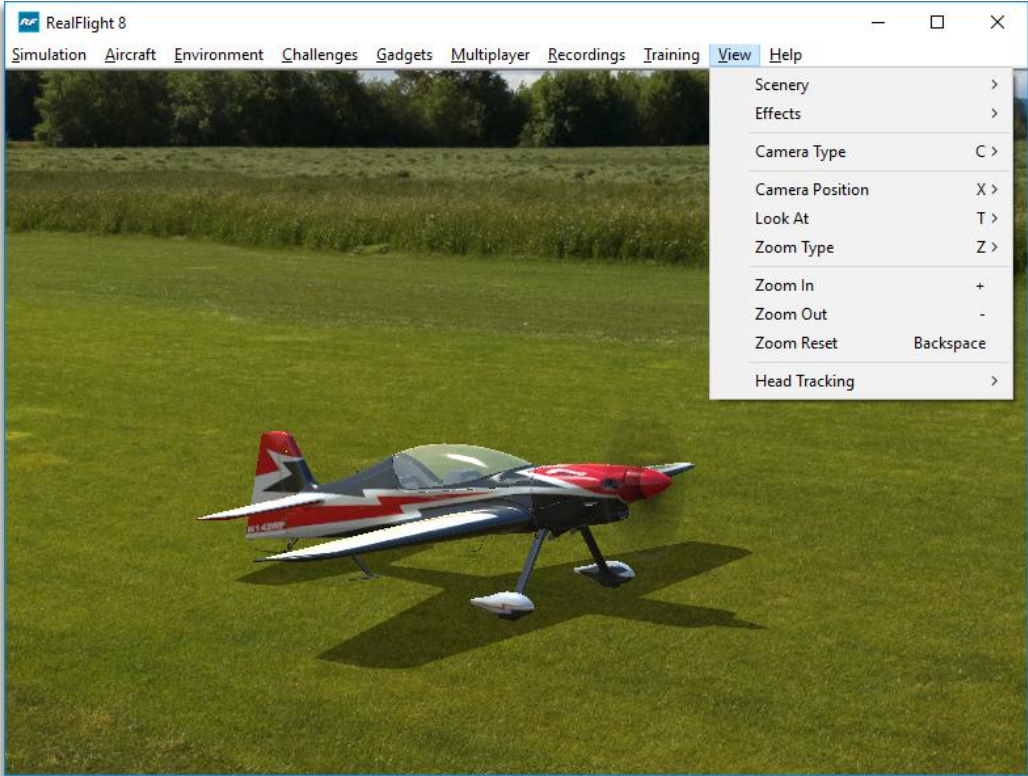 RF RealFlight 8
Simulation Aircraft Environment Challenges Gadgets Multiplayer Recordings Training View Help
Scenery >
Effects >
Camera Type C >
Camera Position X >
Look At T >
Zoom Type Z >
Zoom In +
Zoom Out -
Zoom Reset Backspace
Head Tracking >